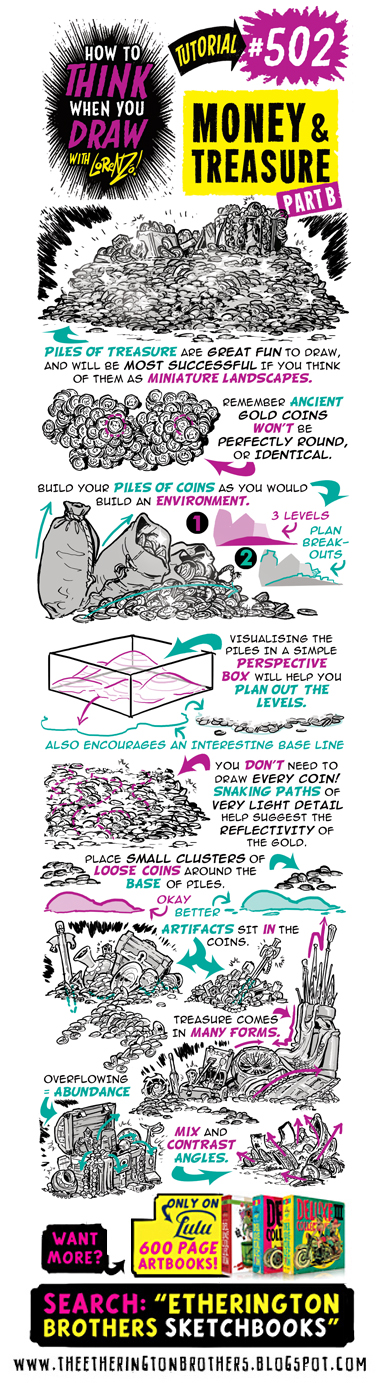 HOW TO
THINK
WHEN YOU
DRAW
WITH LORENZO!
TUTORIAL
#502
MONEY &
TREASURE
PART B
PILES OF TREASURE ARE GREAT FUN TO DRAW,
AND WILL BE MOST SUCCESSFUL IF YOU THINK
OF THEM AS MINIATURE LANDSCAPES.
REMEMBER ANCIENT
GOLD COINS
WON'T BE
PERFECTLY ROUND,
OR IDENTICAL.
BUILD YOUR PILES OF COINS AS YOU WOULD
BUILD AN ENVIRONMENT.
1
3 LEVELS
2
PLAN
BREAK-
OUTS
VISUALISING THE
PILES IN A SIMPLE
PERSPECTIVE
BOX WILL HELP YOU
PLAN OUT THE
LEVELS.
ALSO ENCOURAGES AN INTERESTING BASE LINE
YOU DON'T NEED TO
DRAW EVERY COIN!
SNAKING PATHS OF
VERY LIGHT DETAIL
HELP SUGGEST THE
REFLECTIVITY OF
THE GOLD.
PLACE SMALL CLUSTERS OF
LOOSE COINS AROUND THE
BASE OF PILES.
OKAY
BETTER
ARTIFACTS SIT IN THE
COINS.
TREASURE COMES
IN MANY FORMS.
OVERFLOWING
= ABUNDANCE
MIX AND
CONTRAST
ANGLES.
WANT
MORE?
ONLY ON
Lulu
600 PAGE
ARTBOOKS!
SEARCH: "ETHERINGTON
BROTHERS SKETCHBOOKS"
WWW.THEETHERINGTONBROTHERS.BLOGSPOT.COM